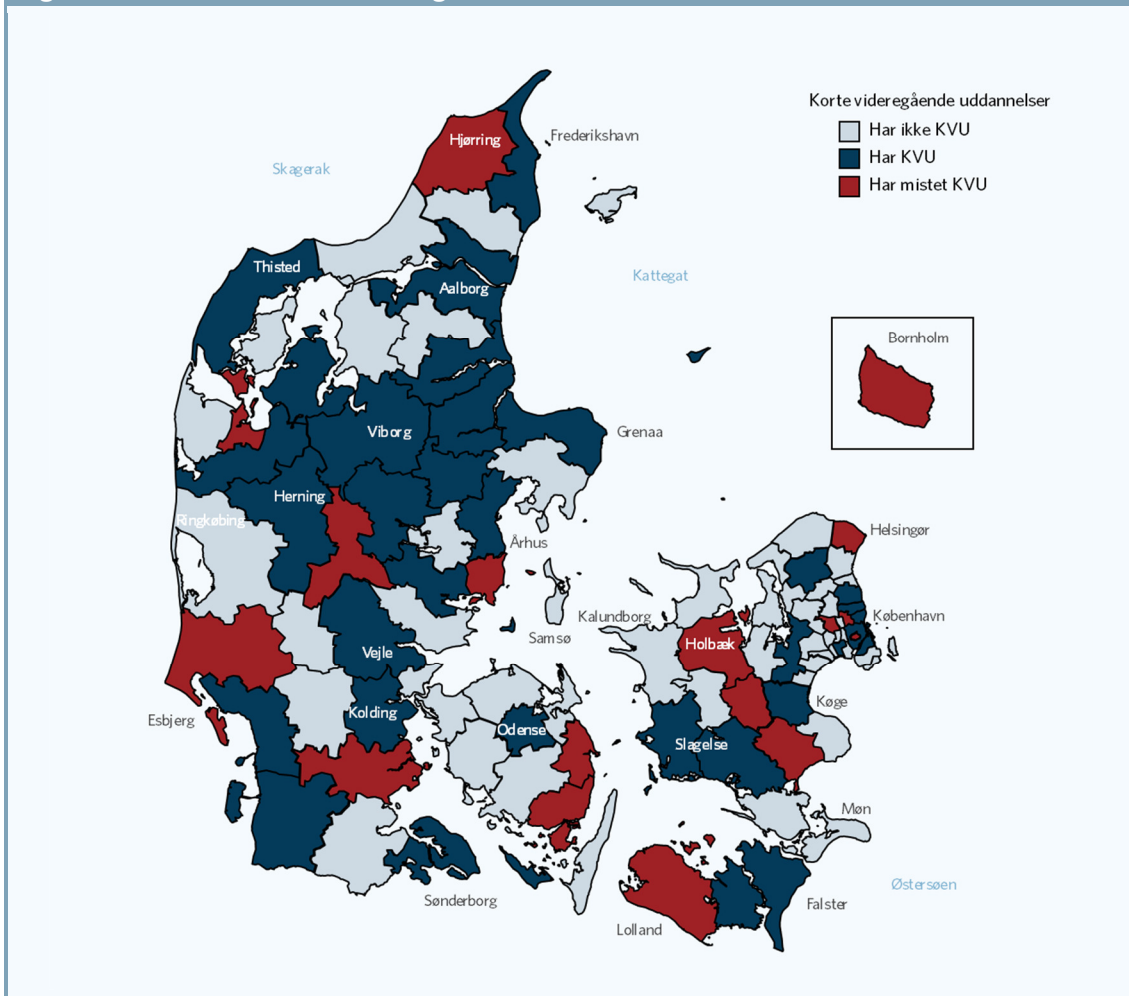 Korte videregående uddannelser
Har ikke KVU
Har KVU
Har mistet KVU
Hjørring
Frederikshavn
Skagerak
Thisted
Kattegat
Aalborg
Bornholm
Viborg
Grenaa
Herning
Ringkøbing
Helsingør
Århus
Kalundborg
København
Samsø
Holbæk
Vejle
Køge
Kolding
Esbjerg
Odense
Slagelse
Møn
Østersøen
Sønderborg
Falster
Lolland